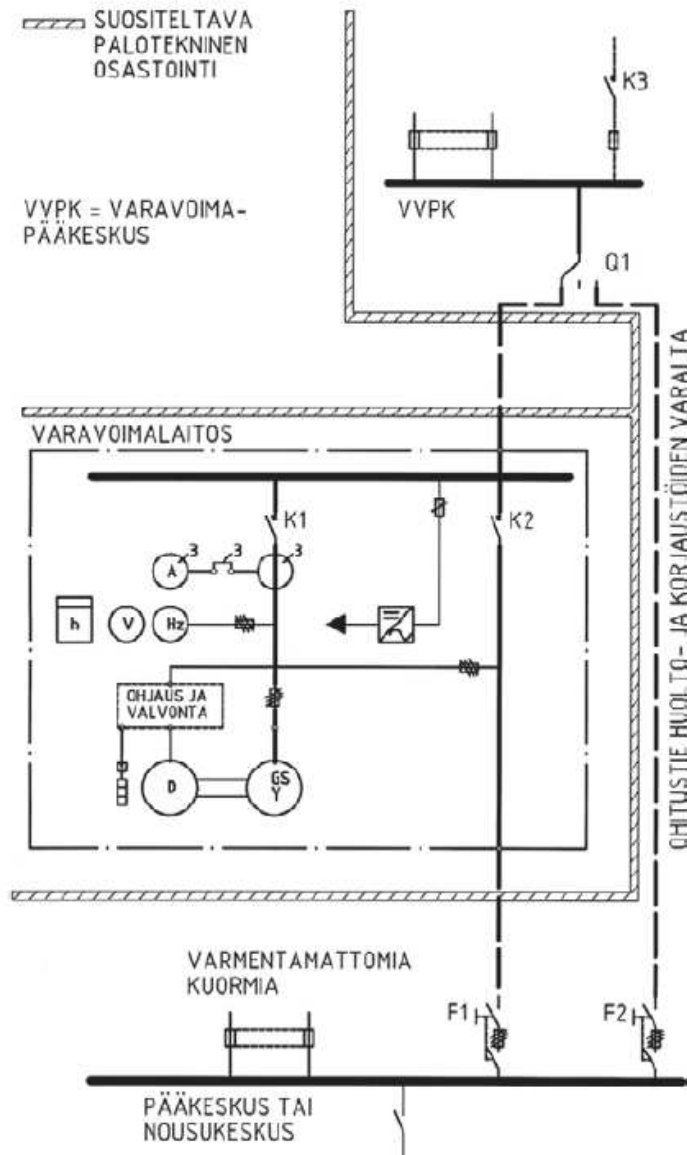 SUOSITELTAVA
PALOTEKNINEN
OSASTOINTI
K3
VVPK = VARAVOIMA-
PÄÄKESKUS
VVPK
Q1
OHITUSTIE HUOLTO- JA KORJAUSTÖIDEN VARALTA
VARAVOIMALAITOS
K1
K2
3
3
3
A
h
V
Hz
OHJAUS JA
VALVONTA
D
GS
Y
VARMENTAMATTOMIA
KUORMIA
F1
F2
PÄÄKESKUS TAI
NOUSUKESKUS